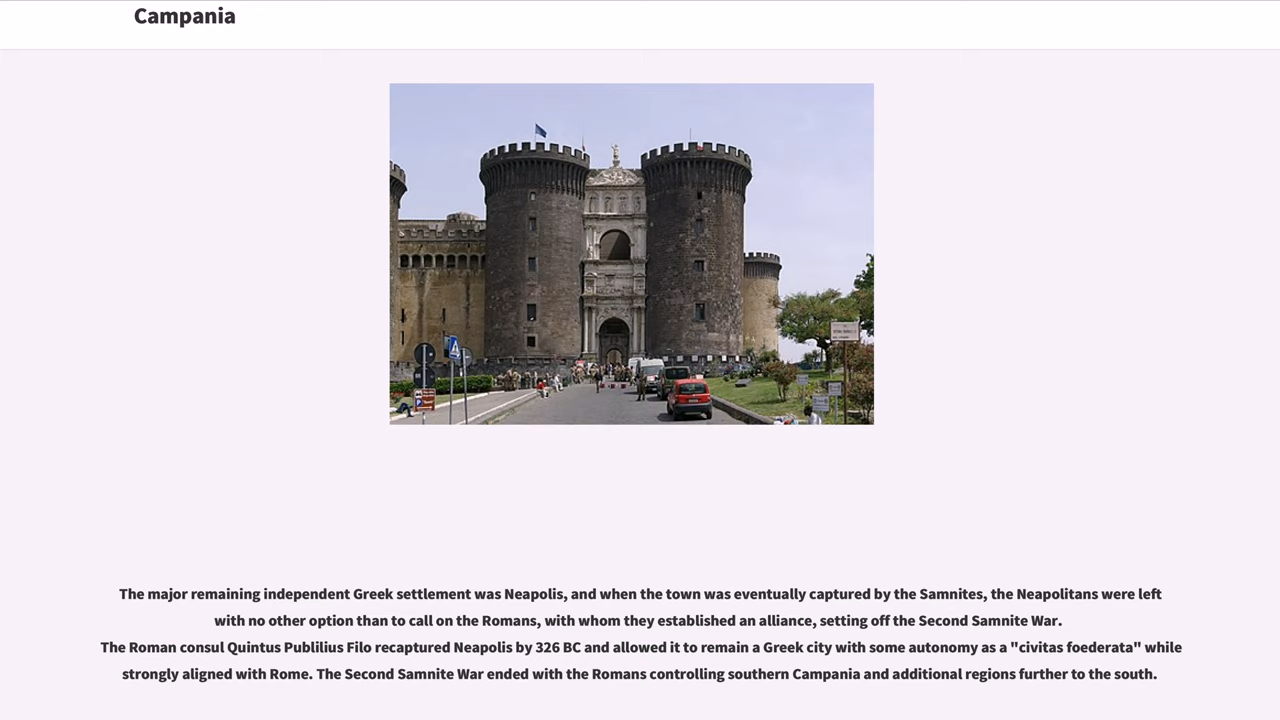 Campania
The major remaining independent Greek settlement was Neapolis, and when the town was eventually captured by the Samnites, the Neapolitans were left
with no other option than to call on the Romans, with whom they established an alliance, setting off the Second Samnite War.
The Roman consul Quintus Publilius Filo recaptured Neapolis by 326 BC and allowed it to remain a Greek city with some autonomy as a "civitas foederata" while
strongly aligned with Rome. The Second Samnite War ended with the Romans controlling southern Campania and additional regions further to the south.